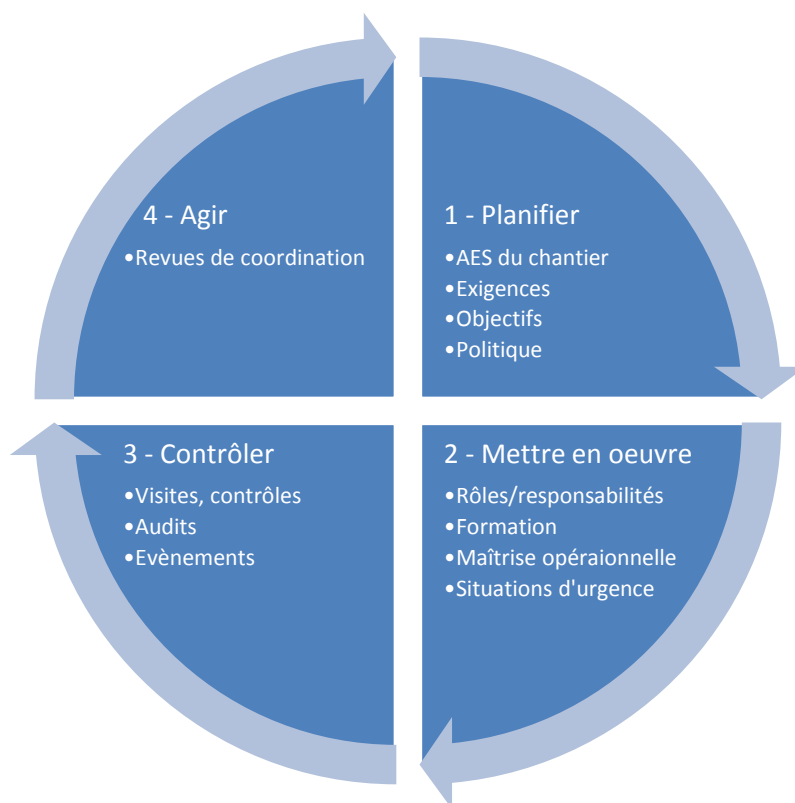 4 - Agir
•Revues de coordination
1 - Planifier
•AES du chantier
•Exigences
•Objectifs
•Politique
3 - Contrôler
•Visites, contrôles
•Audits
•Evènements
2 - Mettre en oeuvre
•Rôles/responsabilités
•Formation
•Maîtrise opéraionnelle
•Situations d'urgence